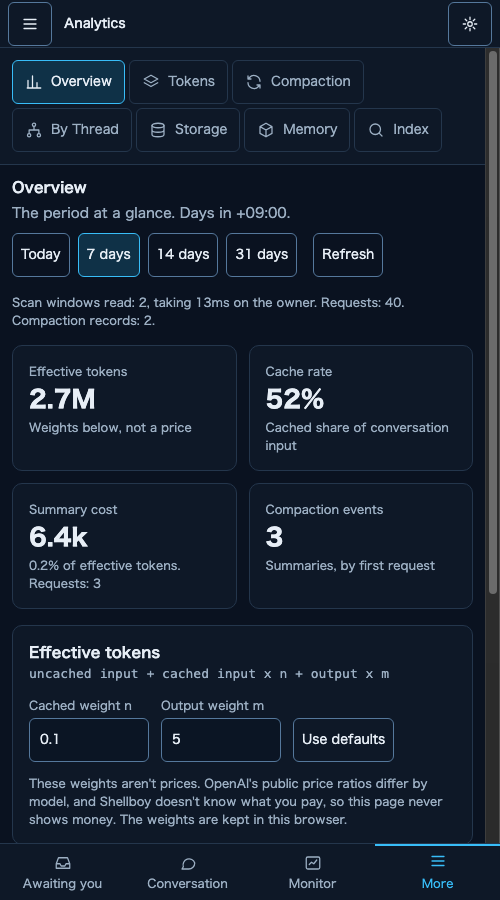 Analytics
Overview
Tokens
Compaction
By Thread
Storage
Memory
Index
Overview
The period at a glance. Days in +09:00.
Today
7 days
14 days
31 days
Refresh
Scan windows read: 2, taking 13ms on the owner. Requests: 40.
Compaction records: 2.
Effective tokens
2.7M
Weights below, not a price
Cache rate
52%
Cached share of conversation
input
Summary cost
6.4k
0.2% of effective tokens.
Requests: 3
Compaction events
3
Summaries, by first request
Effective tokens
uncached input + cached input x n + output x m
Cached weight n
Output weight m
0.1
5
Use defaults
These weights aren't prices. OpenAI's public price ratios differ by
model, and Shellboy doesn't know what you pay, so this page never
shows money. The weights are kept in this browser.
Awaiting you
Conversation
Monitor
More